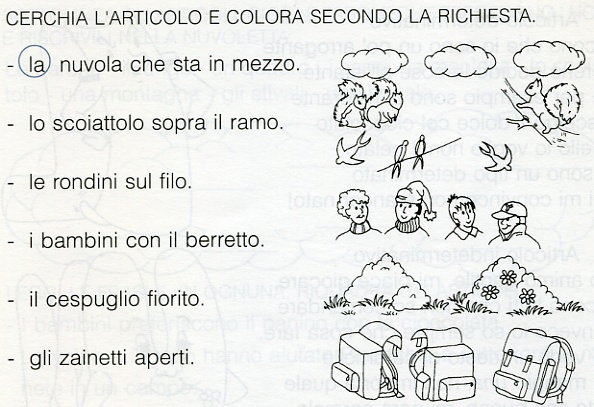 CERCHIA L'ARTICOLO E COLORA SECONDO LA RICHIESTA
- la nuvola che sta in mezzo.
- lo scoiattolo sopra il ramo.
- le rondini sul filo.
- i bambini con il berretto.
- il cespuglio fiorito.
- gli zainetti aperti.